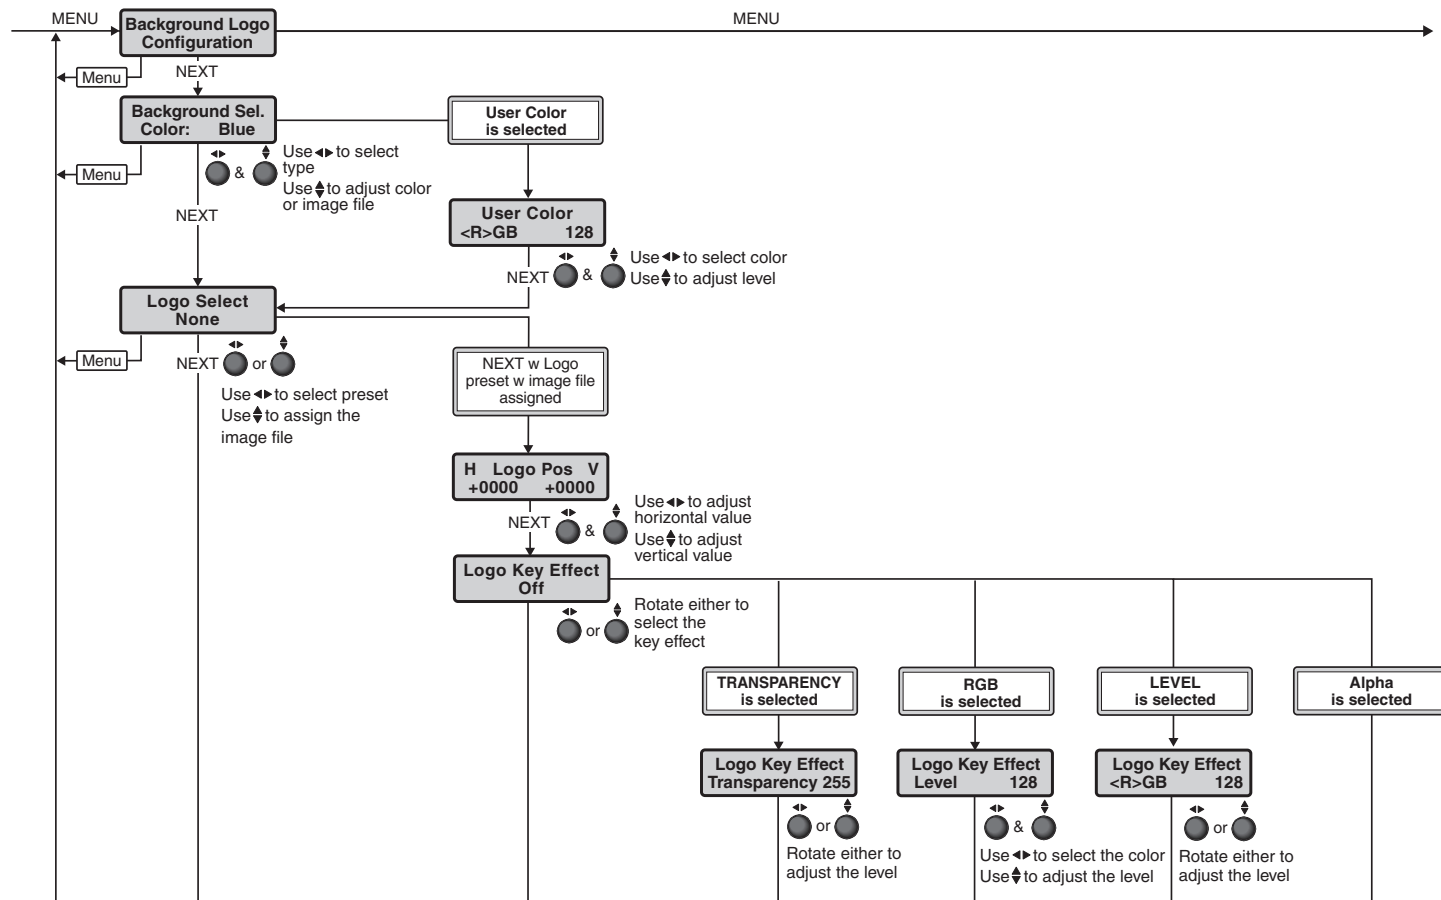 MENU
MENU
Background Logo
Configuration
Menu
NEXT
Background Sel.
Color: Blue
User Color
is selected
Menu
&
Use to select
type
Use to adjust color
or image file
NEXT
User Color
<R>GB 128
NEXT
&
Use to select color
Use to adjust level
Logo Select
None
Menu
NEXT
or
Use to select preset
Use to assign the
image file
NEXT w Logo
preset w image file
assigned
H Logo Pos V
+0000 +0000
NEXT
&
Use to adjust
horizontal value
Use to adjust
vertical value
Logo Key Effect
Off
or
Rotate either to
select the
key effect
TRANSPARENCY
is selected
RGB
is selected
LEVEL
is selected
Alpha
is selected
Logo Key Effect
Transparency 255
Logo Key Effect
Level 128
Logo Key Effect
<R>GB 128
or
Rotate either to
adjust the level
&
Use to select the color
Use to adjust the level
or
Rotate either to
adjust the level